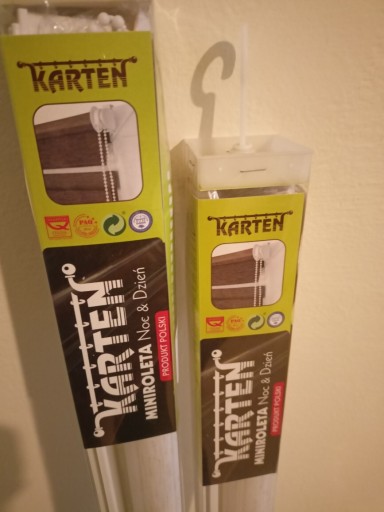 KARTEN
KARTEN
MINIROLETA Noc & Dzień
PRODUKT POLSKI
KARTEN
KARTEN
MINIROLETA Noc & Dzień
PRODUKT POLSKI